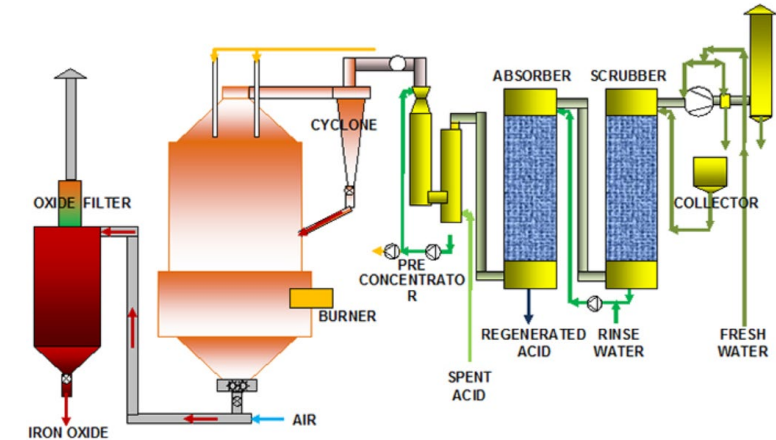 ABSORBER
SCRUBBER
CYCLONE
OXIDE FILTER
COLLECTOR
PRE
CONCENTRATO
R
BURNER
REGENERATED
ACID
RINSE
WATER
FRESH
WATER
SPENT
ACID
AIR
IRON OXIDE